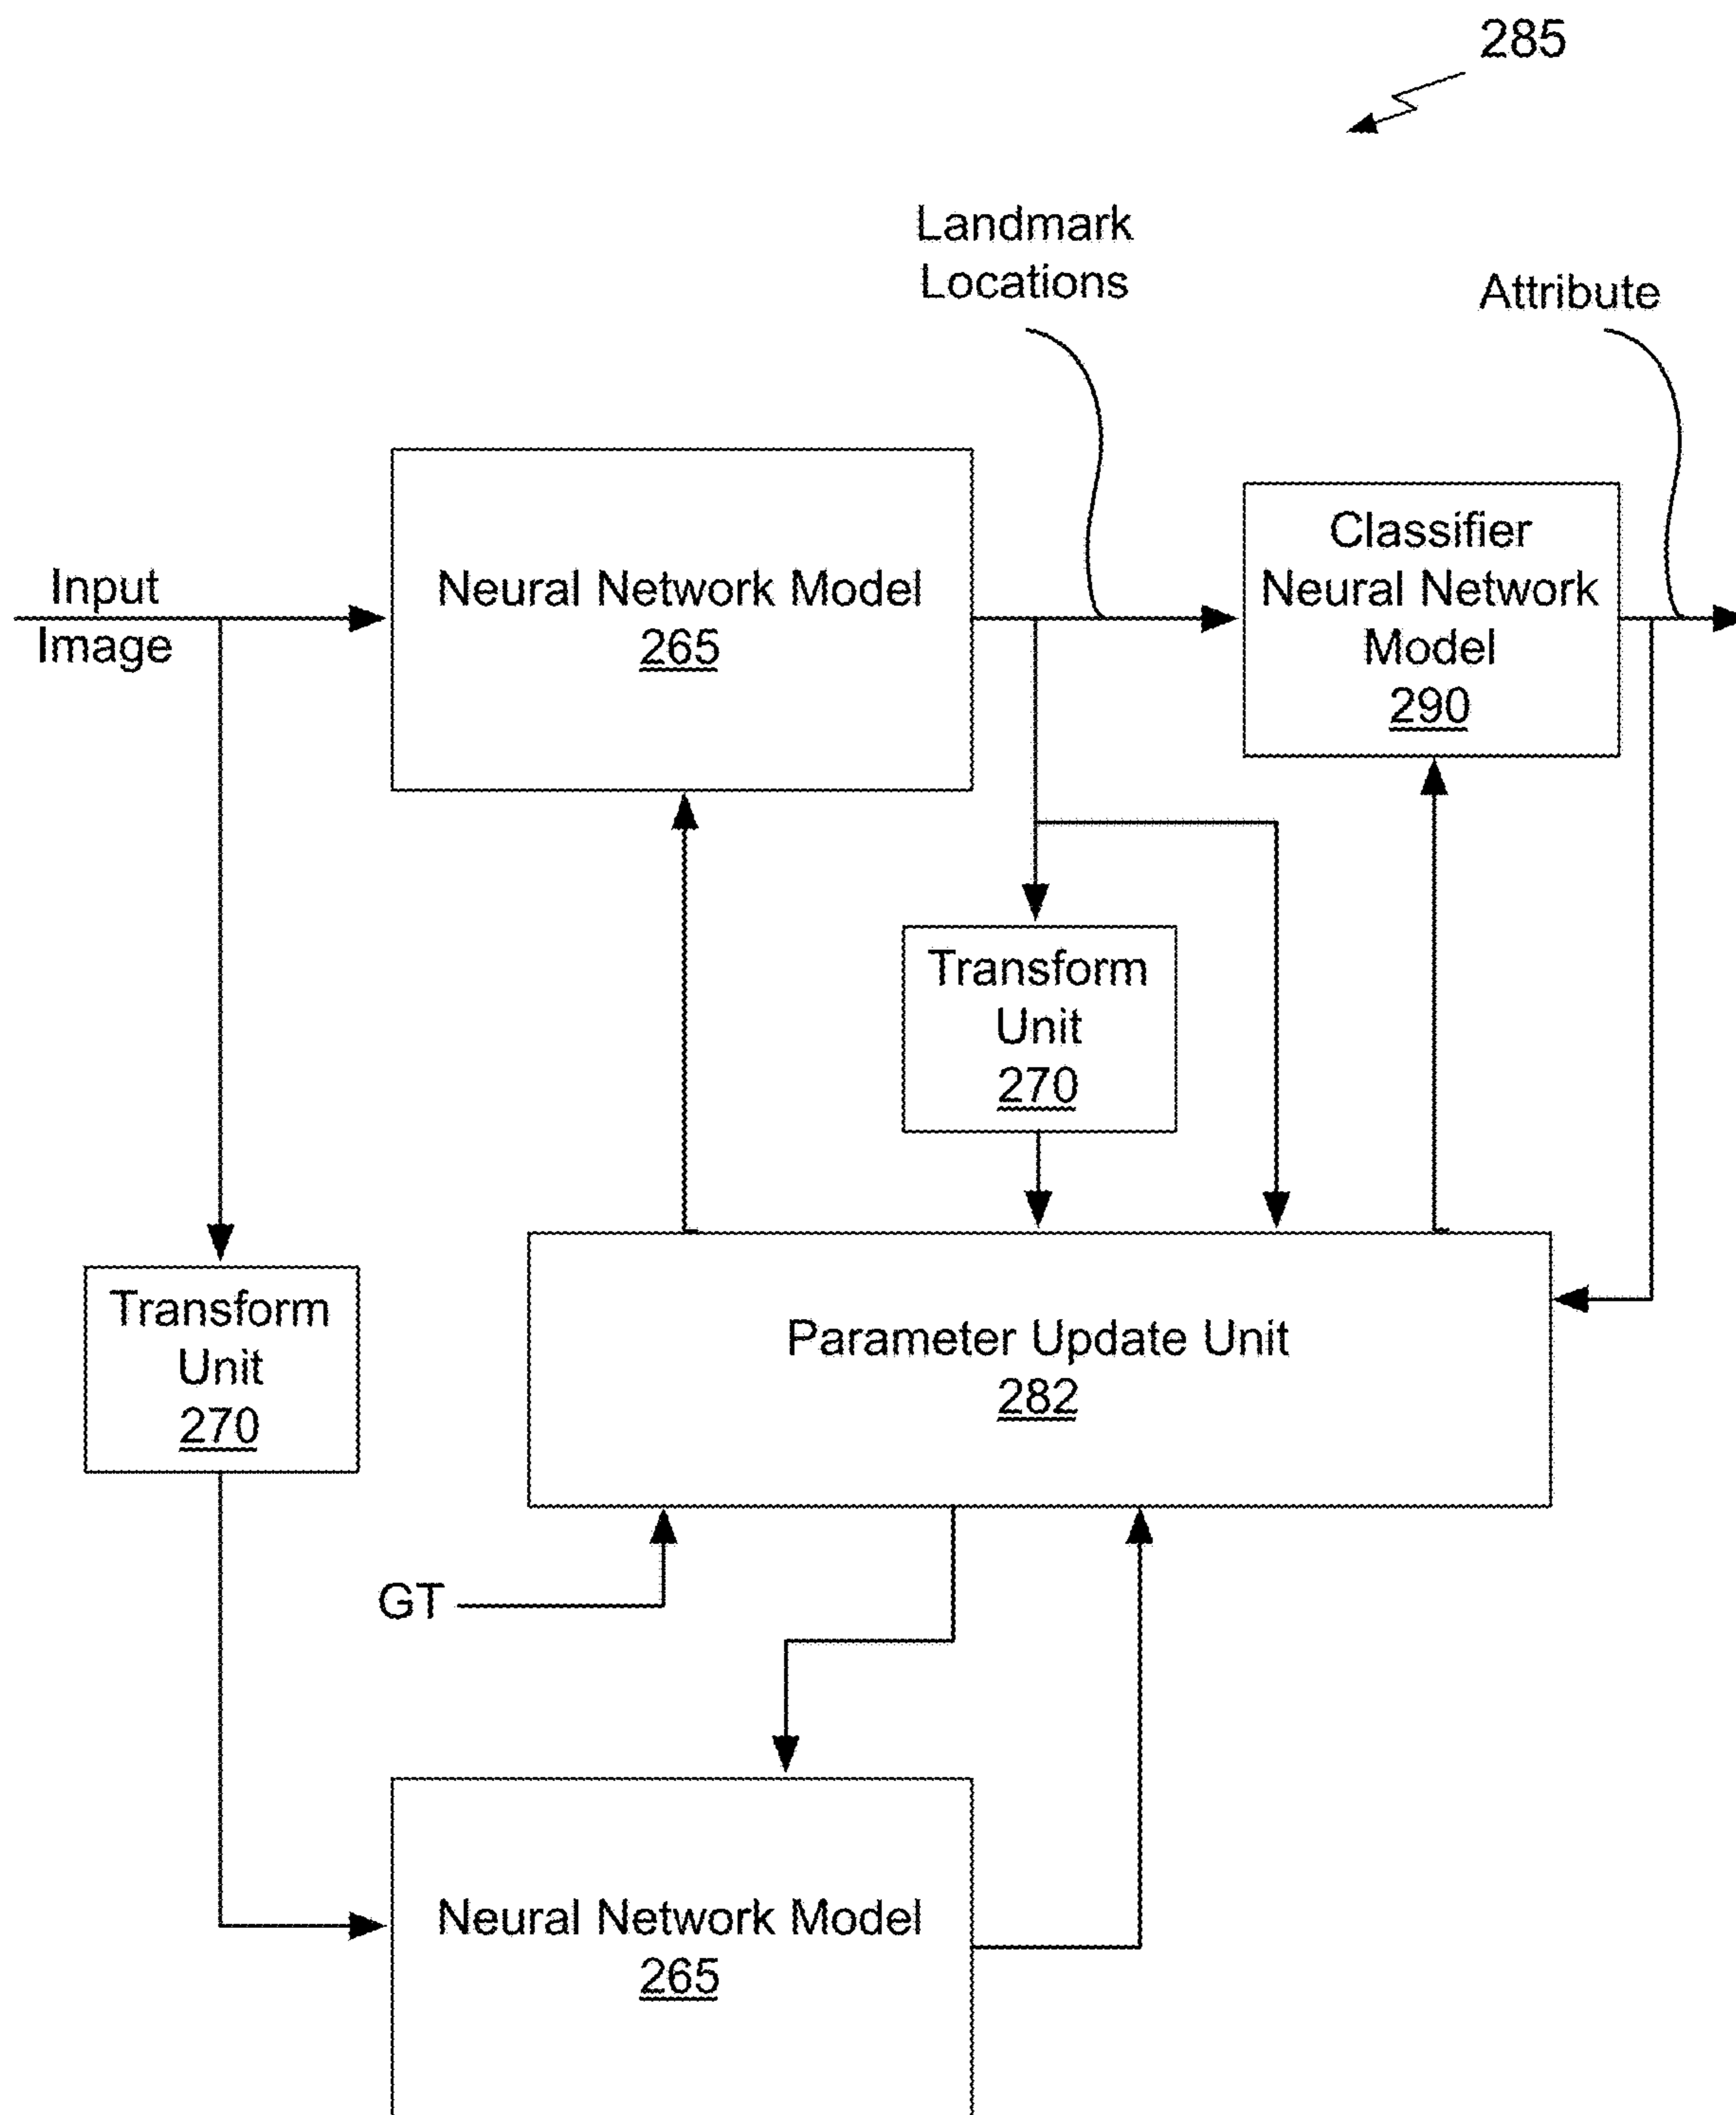 285
Landmark
Locations
Attribute
Input
Image
Neural Network Model
265
Classifier
Neural Network
Model
290
Transform
Unit
270
Transform
Unit
270
Parameter Update Unit
282
GT
Neural Network Model
265